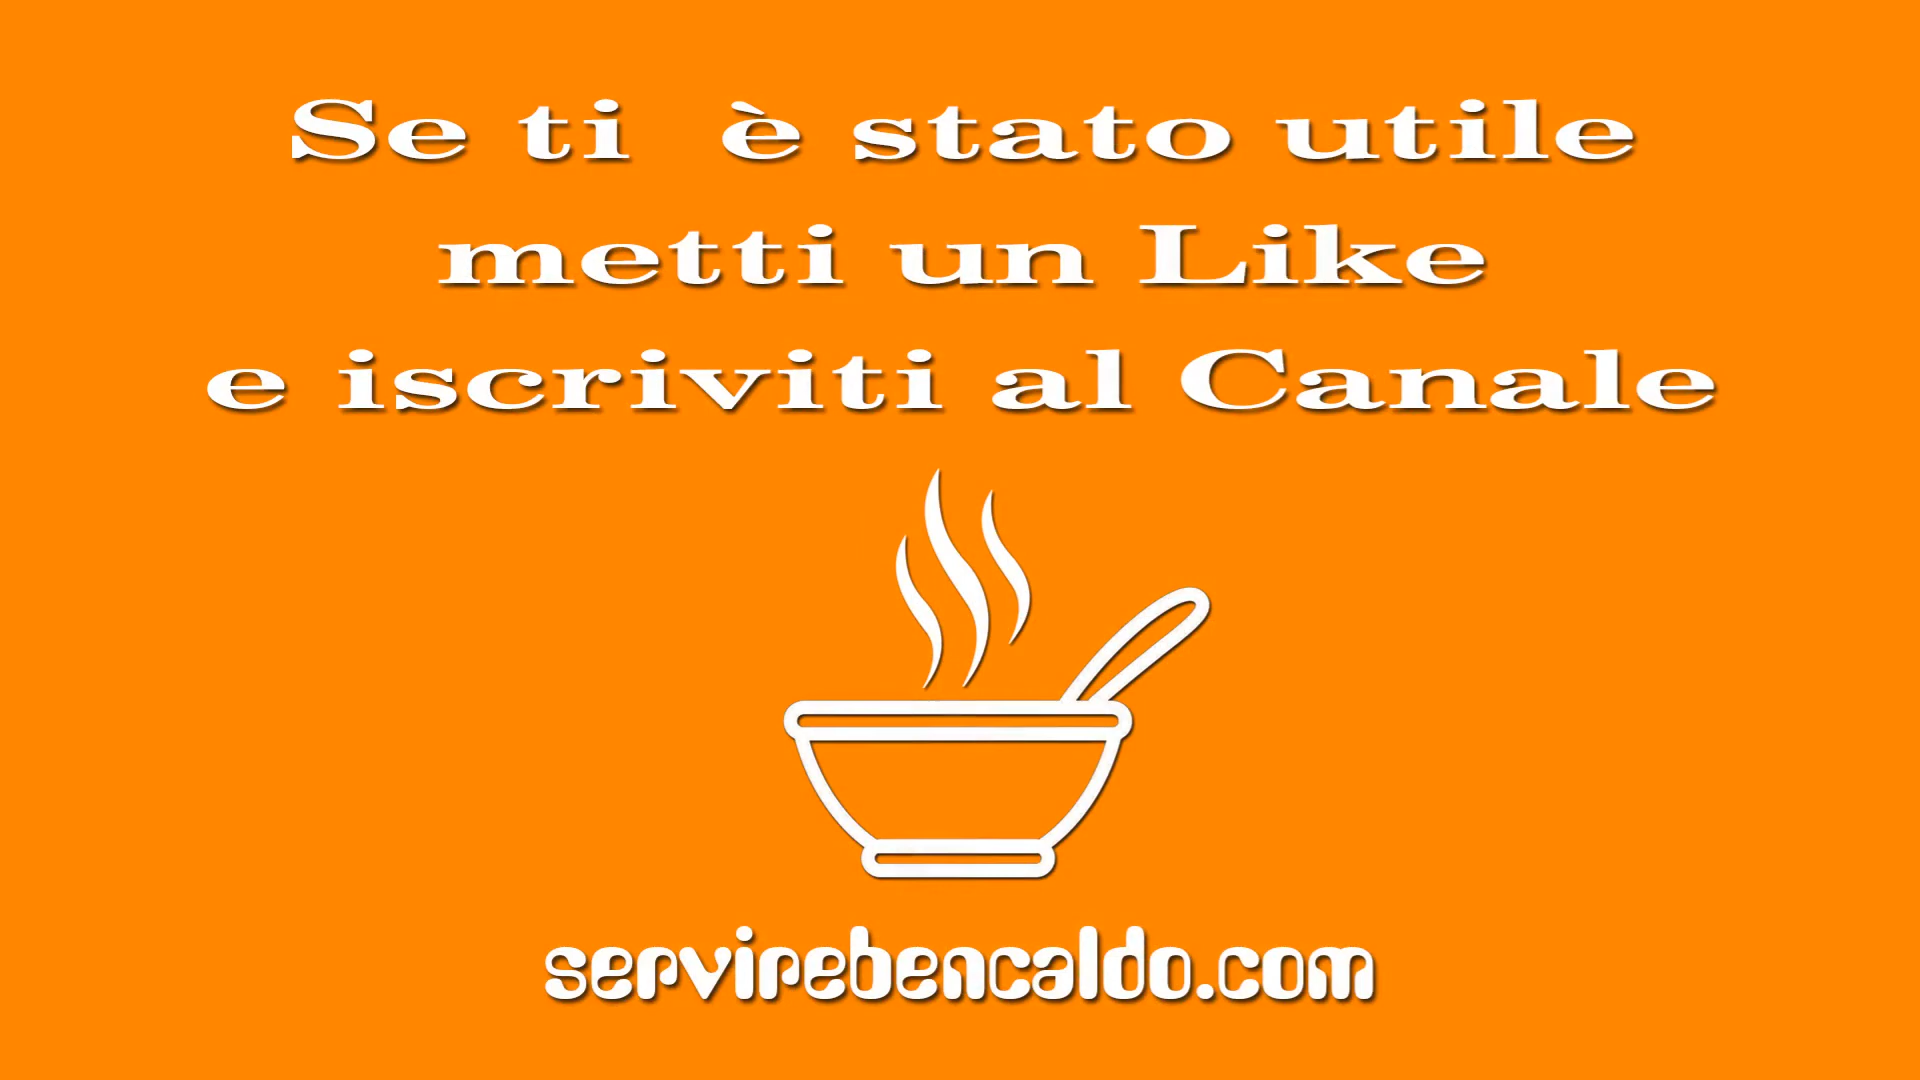 Se ti è stato utile
metti un Like
e iscriviti al Canale
servirebencaldo.com